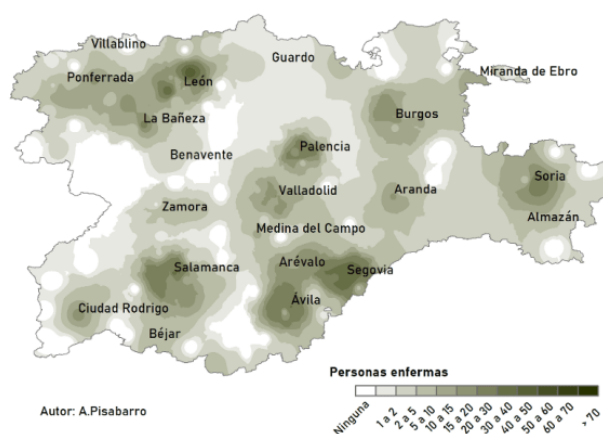 Villablino
Guardo
Ponferrada
León
Miranda de Ebro
La Bañeza
Burgos
Benavente
Palencia
Valladolid
Aranda
Soria
Zamora
Almazán
Medina del Campo
Salamanca
Arévalo
Segovia
Ciudad Rodrigo
Ávila
Béjar
Personas enfermas
Ninguna
1 a 2
2 a 5
5 a 10
10 a 15
15 a 20
20 a 30
30 a 40
40 a 50
50 a 60
60 a 70
> 70
Autor: A.Pisabarro